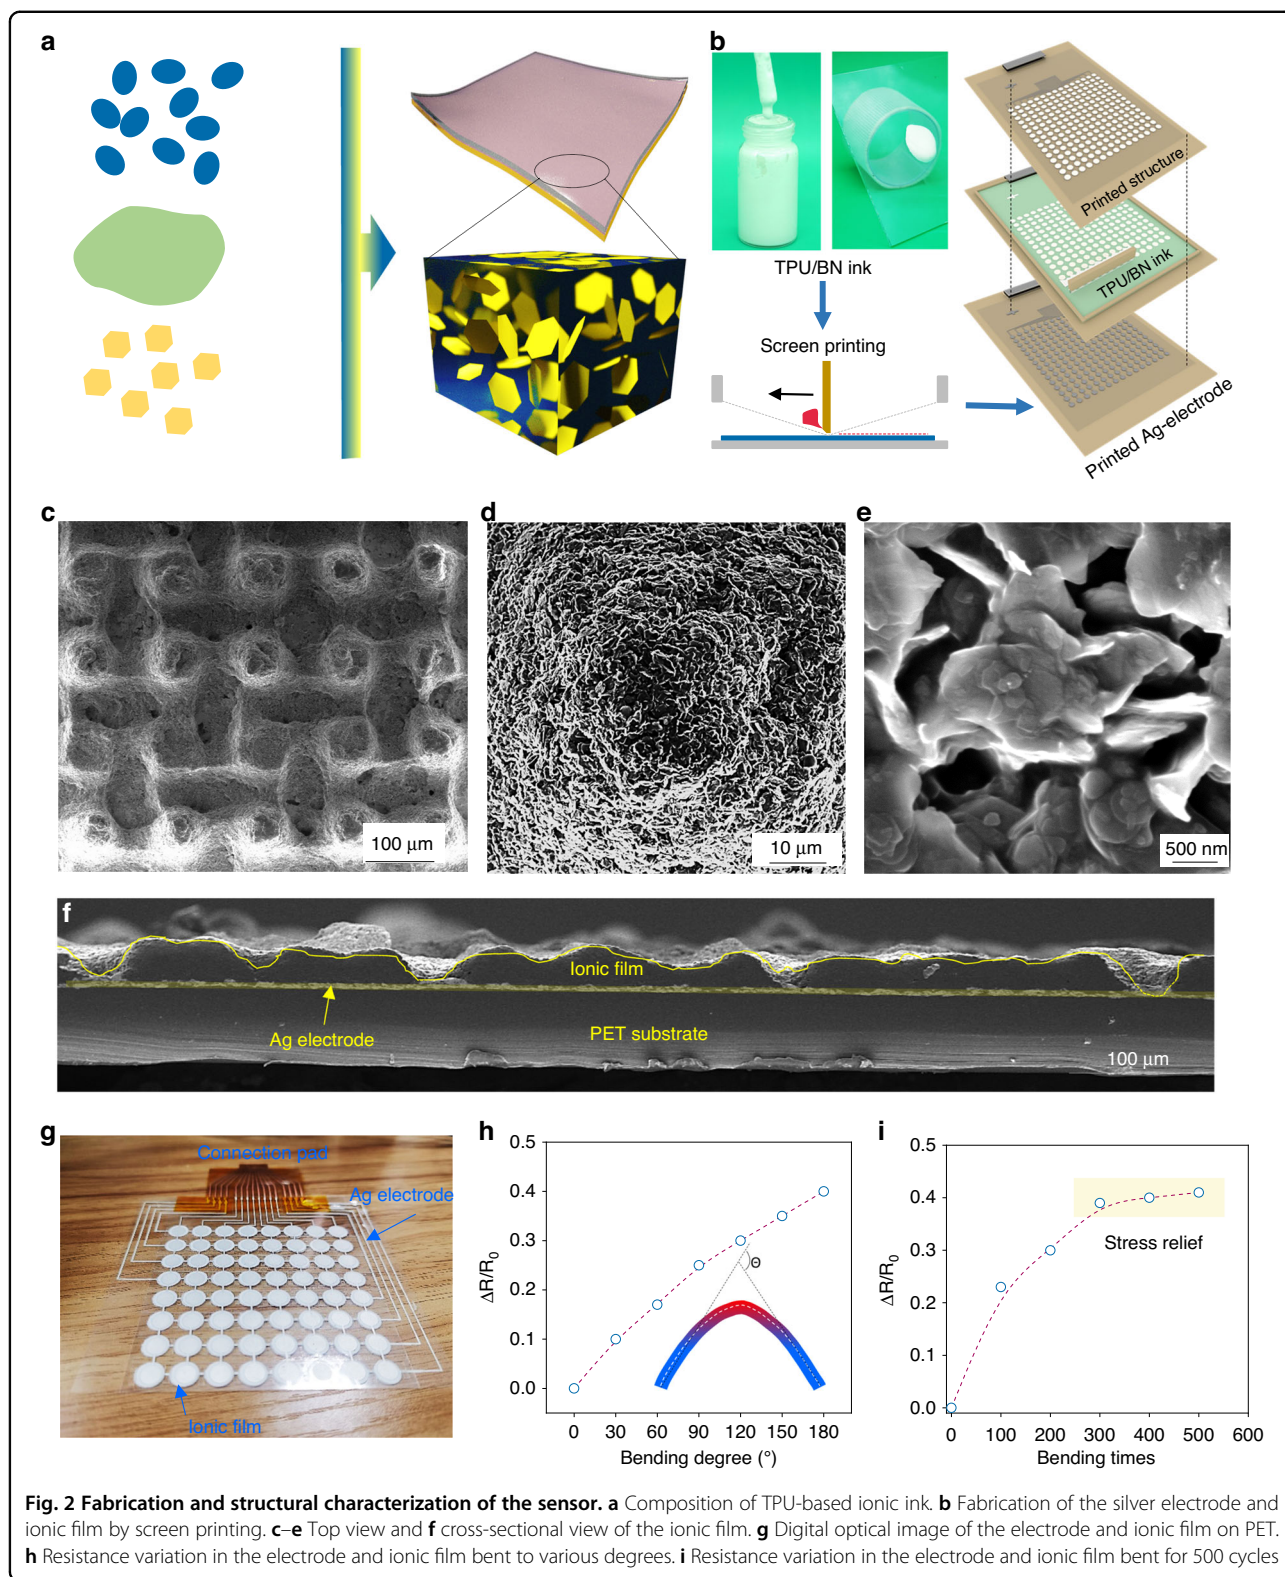 a
b
TPU/BN ink
Screen printing
Printed structure
TPU/BN ink
Printed Ag-electrode
c
100 μm
d
10 μm
e
500 nm
f
Ionic film
Ag electrode
PET substrate
100 μm
g
Connection pad
Ag electrode
Ionic film
h
0.5
0.4
0.3
0.2
0.1
0.0
ΔR/R0
Θ
0 30 60 90 120 150 180
Bending degree (°)
i
0.5
0.4
0.3
0.2
0.1
0.0
ΔR/R0
Stress relief
0 100 200 300 400 500 600
Bending times
Fig. 2 Fabrication and structural characterization of the sensor. a Composition of TPU-based ionic ink. b Fabrication of the silver electrode and
ionic film by screen printing. c–e Top view and f cross-sectional view of the ionic film. g Digital optical image of the electrode and ionic film on PET.
h Resistance variation in the electrode and ionic film bent to various degrees. i Resistance variation in the electrode and ionic film bent for 500 cycles